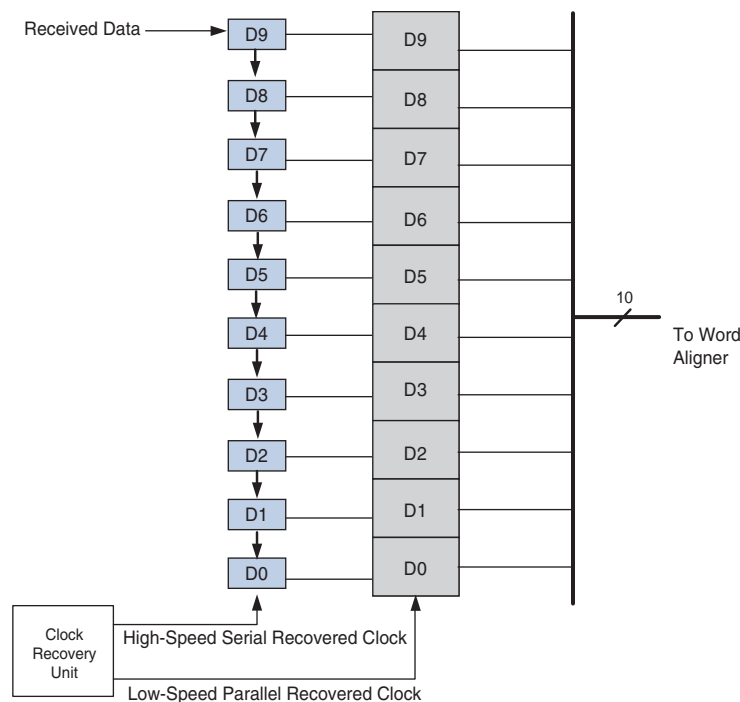 Received Data
D9
D9
D8
D8
D7
D7
D6
D6
D5
D5
D4
D4
D3
D3
D2
D2
D1
D1
D0
D0
10
To Word
Aligner
Clock
Recovery
Unit
High-Speed Serial Recovered Clock
Low-Speed Parallel Recovered Clock